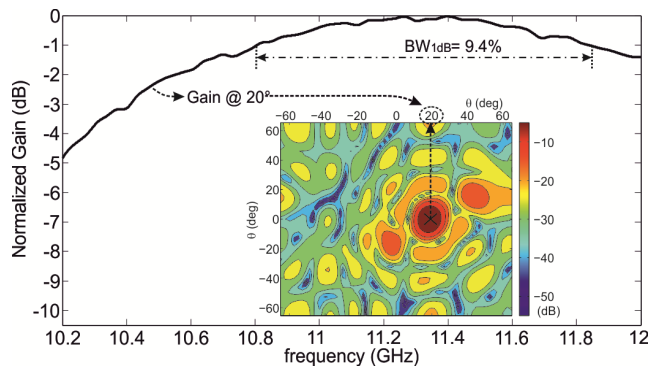 0
-1
-2
-3
-4
-5
-6
-7
-8
-9
-10
Normalized Gain (dB)
BW1dB= 9.4%
Gain @ 20°
θ (deg)
-60 -40 -20 0 20 40 60
60
40
20
0
-20
-40
-60
θ (deg)
-10
-20
-30
-40
-50
(dB)
10.2 10.4 10.6 10.8 11 11.2 11.4 11.6 11.8 12
frequency (GHz)